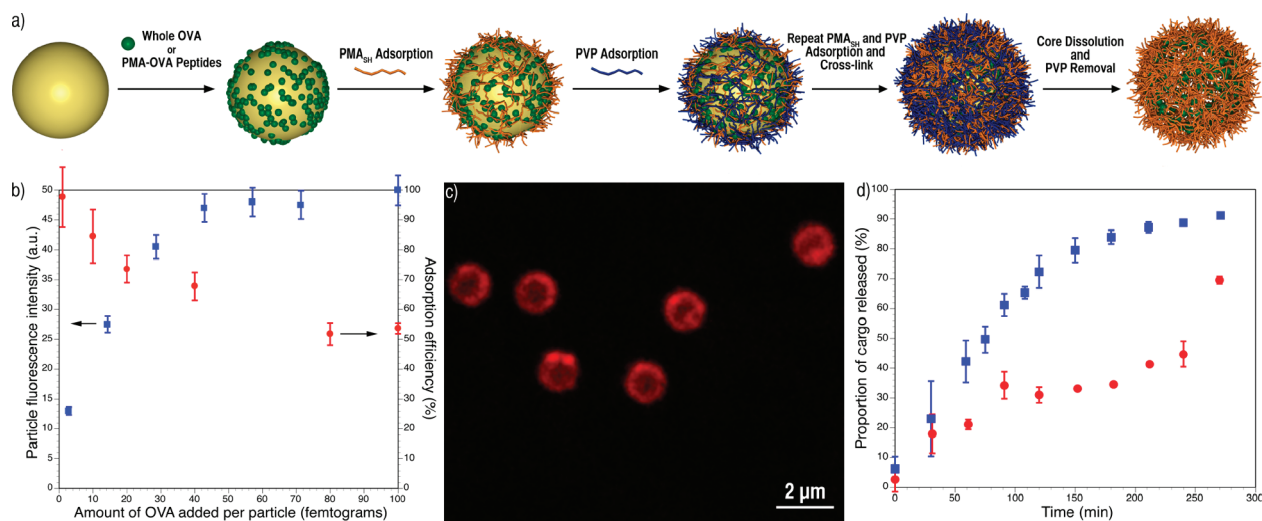 a)
Whole OVA
or
PMA-OVA Peptides
PMASH Adsorption
PVP Adsorption
Repeat PMASH and PVP
Adsorption and
Cross-link
Core Dissolution
and
PVP Removal
b)
Particle fluorescence intensity (a.u.)
50
45
40
35
30
25
20
15
10
5
0
0 10 20 30 40 50 60 70 80 90 100
Amount of OVA added per particle (femtograms)
100
90
80
70
60
50
40
30
20
10
0
Adsorption efficiency (%)
c)
2 µm
d)
Proportion of cargo released (%)
100
90
80
70
60
50
40
30
20
10
0
0 50 100 150 200 250 300
Time (min)